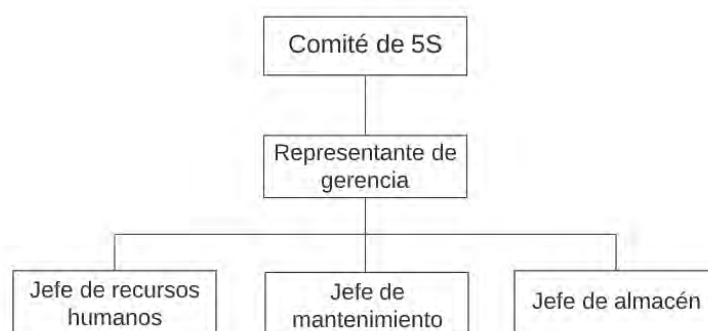 Comité de 5S
Representante de
gerencia
Jefe de recursos
humanos
Jefe de
mantenimiento
Jefe de almacén